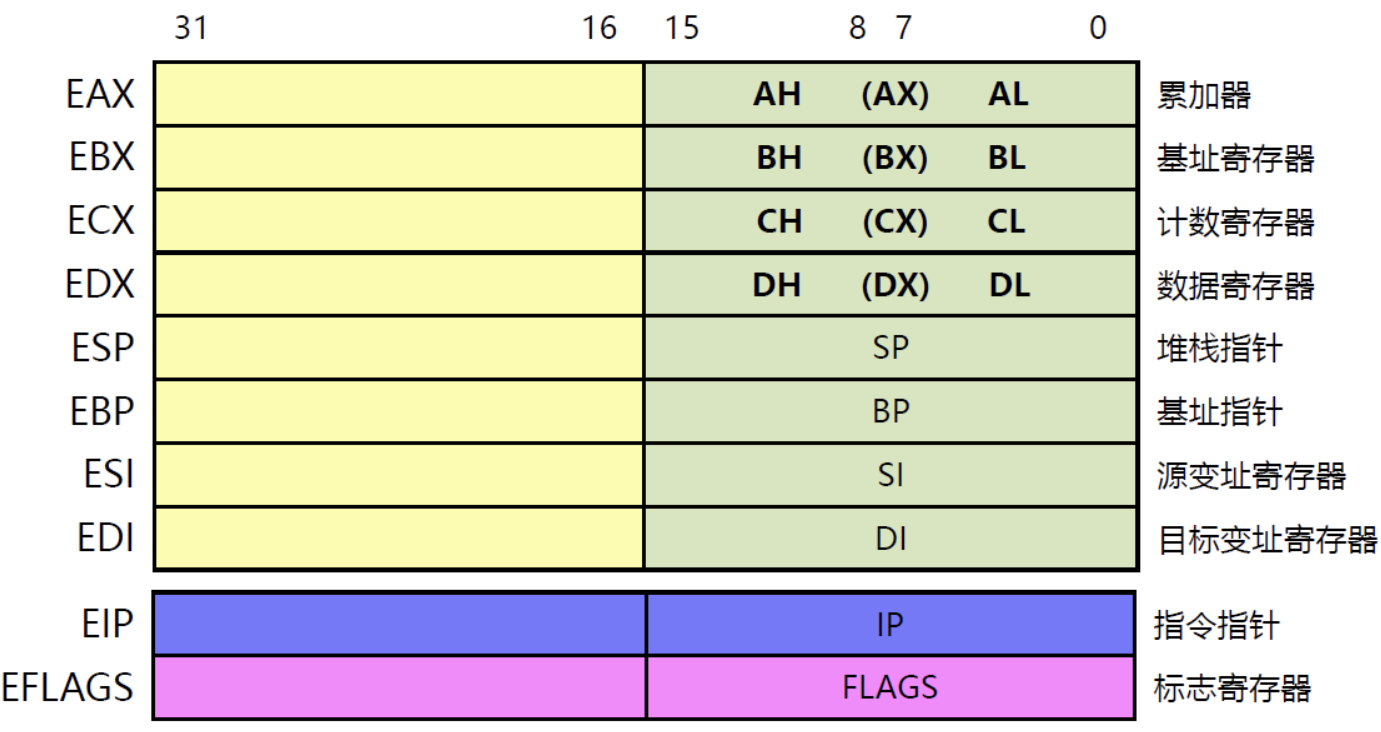 31 16 15 8 7 0
EAX AH (AX) AL 累加器
EBX BH (BX) BL 基址寄存器
ECX CH (CX) CL 计数寄存器
EDX DH (DX) DL 数据寄存器
ESP SP 堆栈指针
EBP BP 基址指针
ESI SI 源变址寄存器
EDI DI 目标变址寄存器
EIP IP 指令指针
EFLAGS FLAGS 标志寄存器